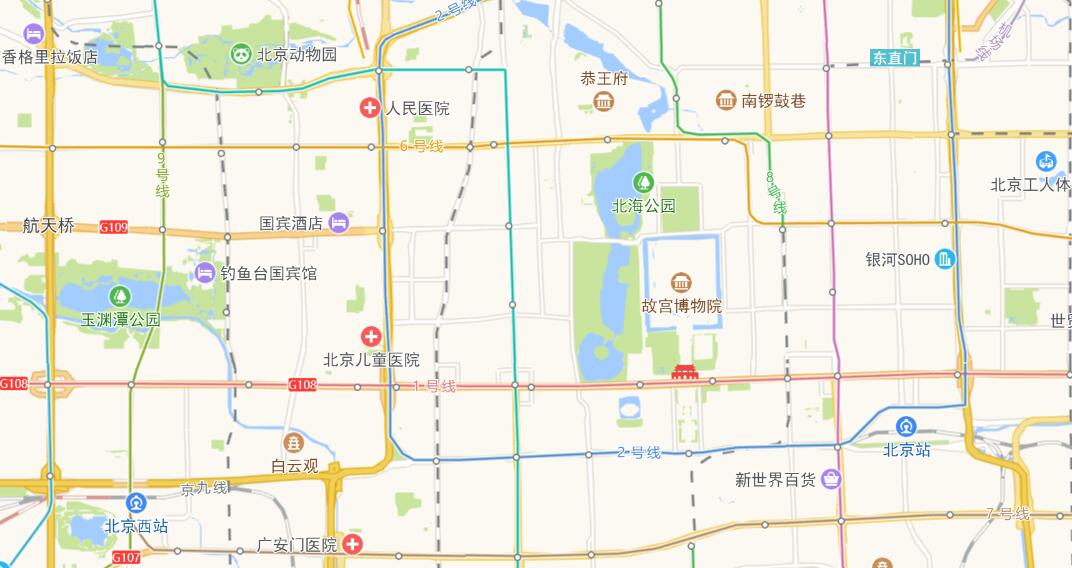 2号线
香格里拉饭店
北京动物园
恭王府
东直门
机场线
人民医院
南锣鼓巷
6号线
9号线
8号线
北京工人体
北海公园
航天桥
G109
国宾酒店
银河SOHO
钓鱼台国宾馆
故宫博物院
玉渊潭公园
世贸
北京儿童医院
G108
G108
1号线
白云观
2号线
北京站
新世界百货
京九线
北京西站
7号线
广安门医院
G107